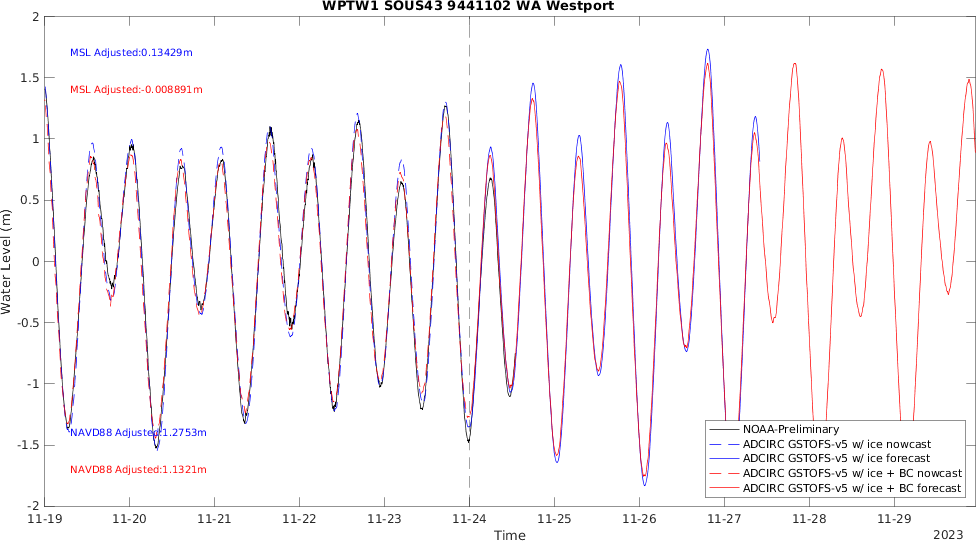 WPTW1 SOUS43 9441102 WA Westport
MSL Adjusted:0.13429m
MSL Adjusted:-0.008891m
NAVD88 Adjusted:1.2753m
NAVD88 Adjusted:1.1321m
Water Level (m)
2
1.5
1
0.5
0
-0.5
-1
-1.5
-2
NOAA-Preliminary
ADCIRC GSTOFS-v5 w/ ice nowcast
ADCIRC GSTOFS-v5 w/ ice forecast
ADCIRC GSTOFS-v5 w/ ice + BC nowcast
ADCIRC GSTOFS-v5 w/ ice + BC forecast
11-19 11-20 11-21 11-22 11-23 11-24 11-25 11-26 11-27 11-28 11-29
Time
2023